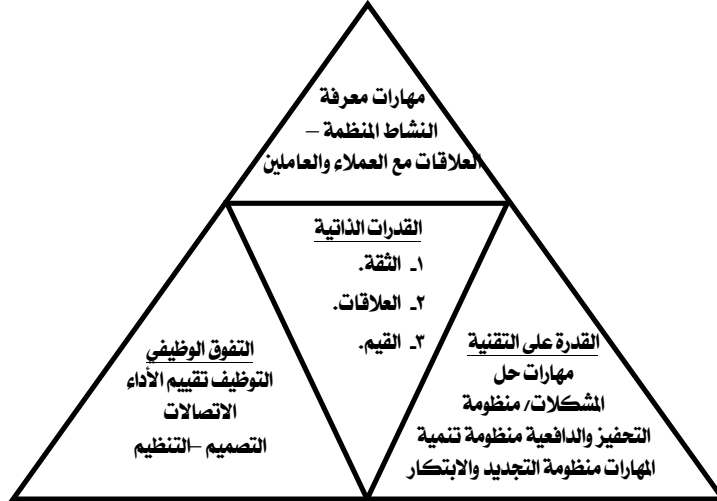 مهارات معرفة
النشاط المنظمة –
العلاقات مع العملاء والعاملين
القدرات الذاتية
١ـ الثقة.
٢ـ العلاقات.
٣ـ القيم.
القدرة على التقنية
مهارات حل
المشكلات/ منظومة
التحفيز والدافعية منظومة تنمية
المهارات منظومة التجديد والابتكار
التفوق الوظيفي
التوظيف تقييم الأداء
الاتصالات
التصميم –التنظيم